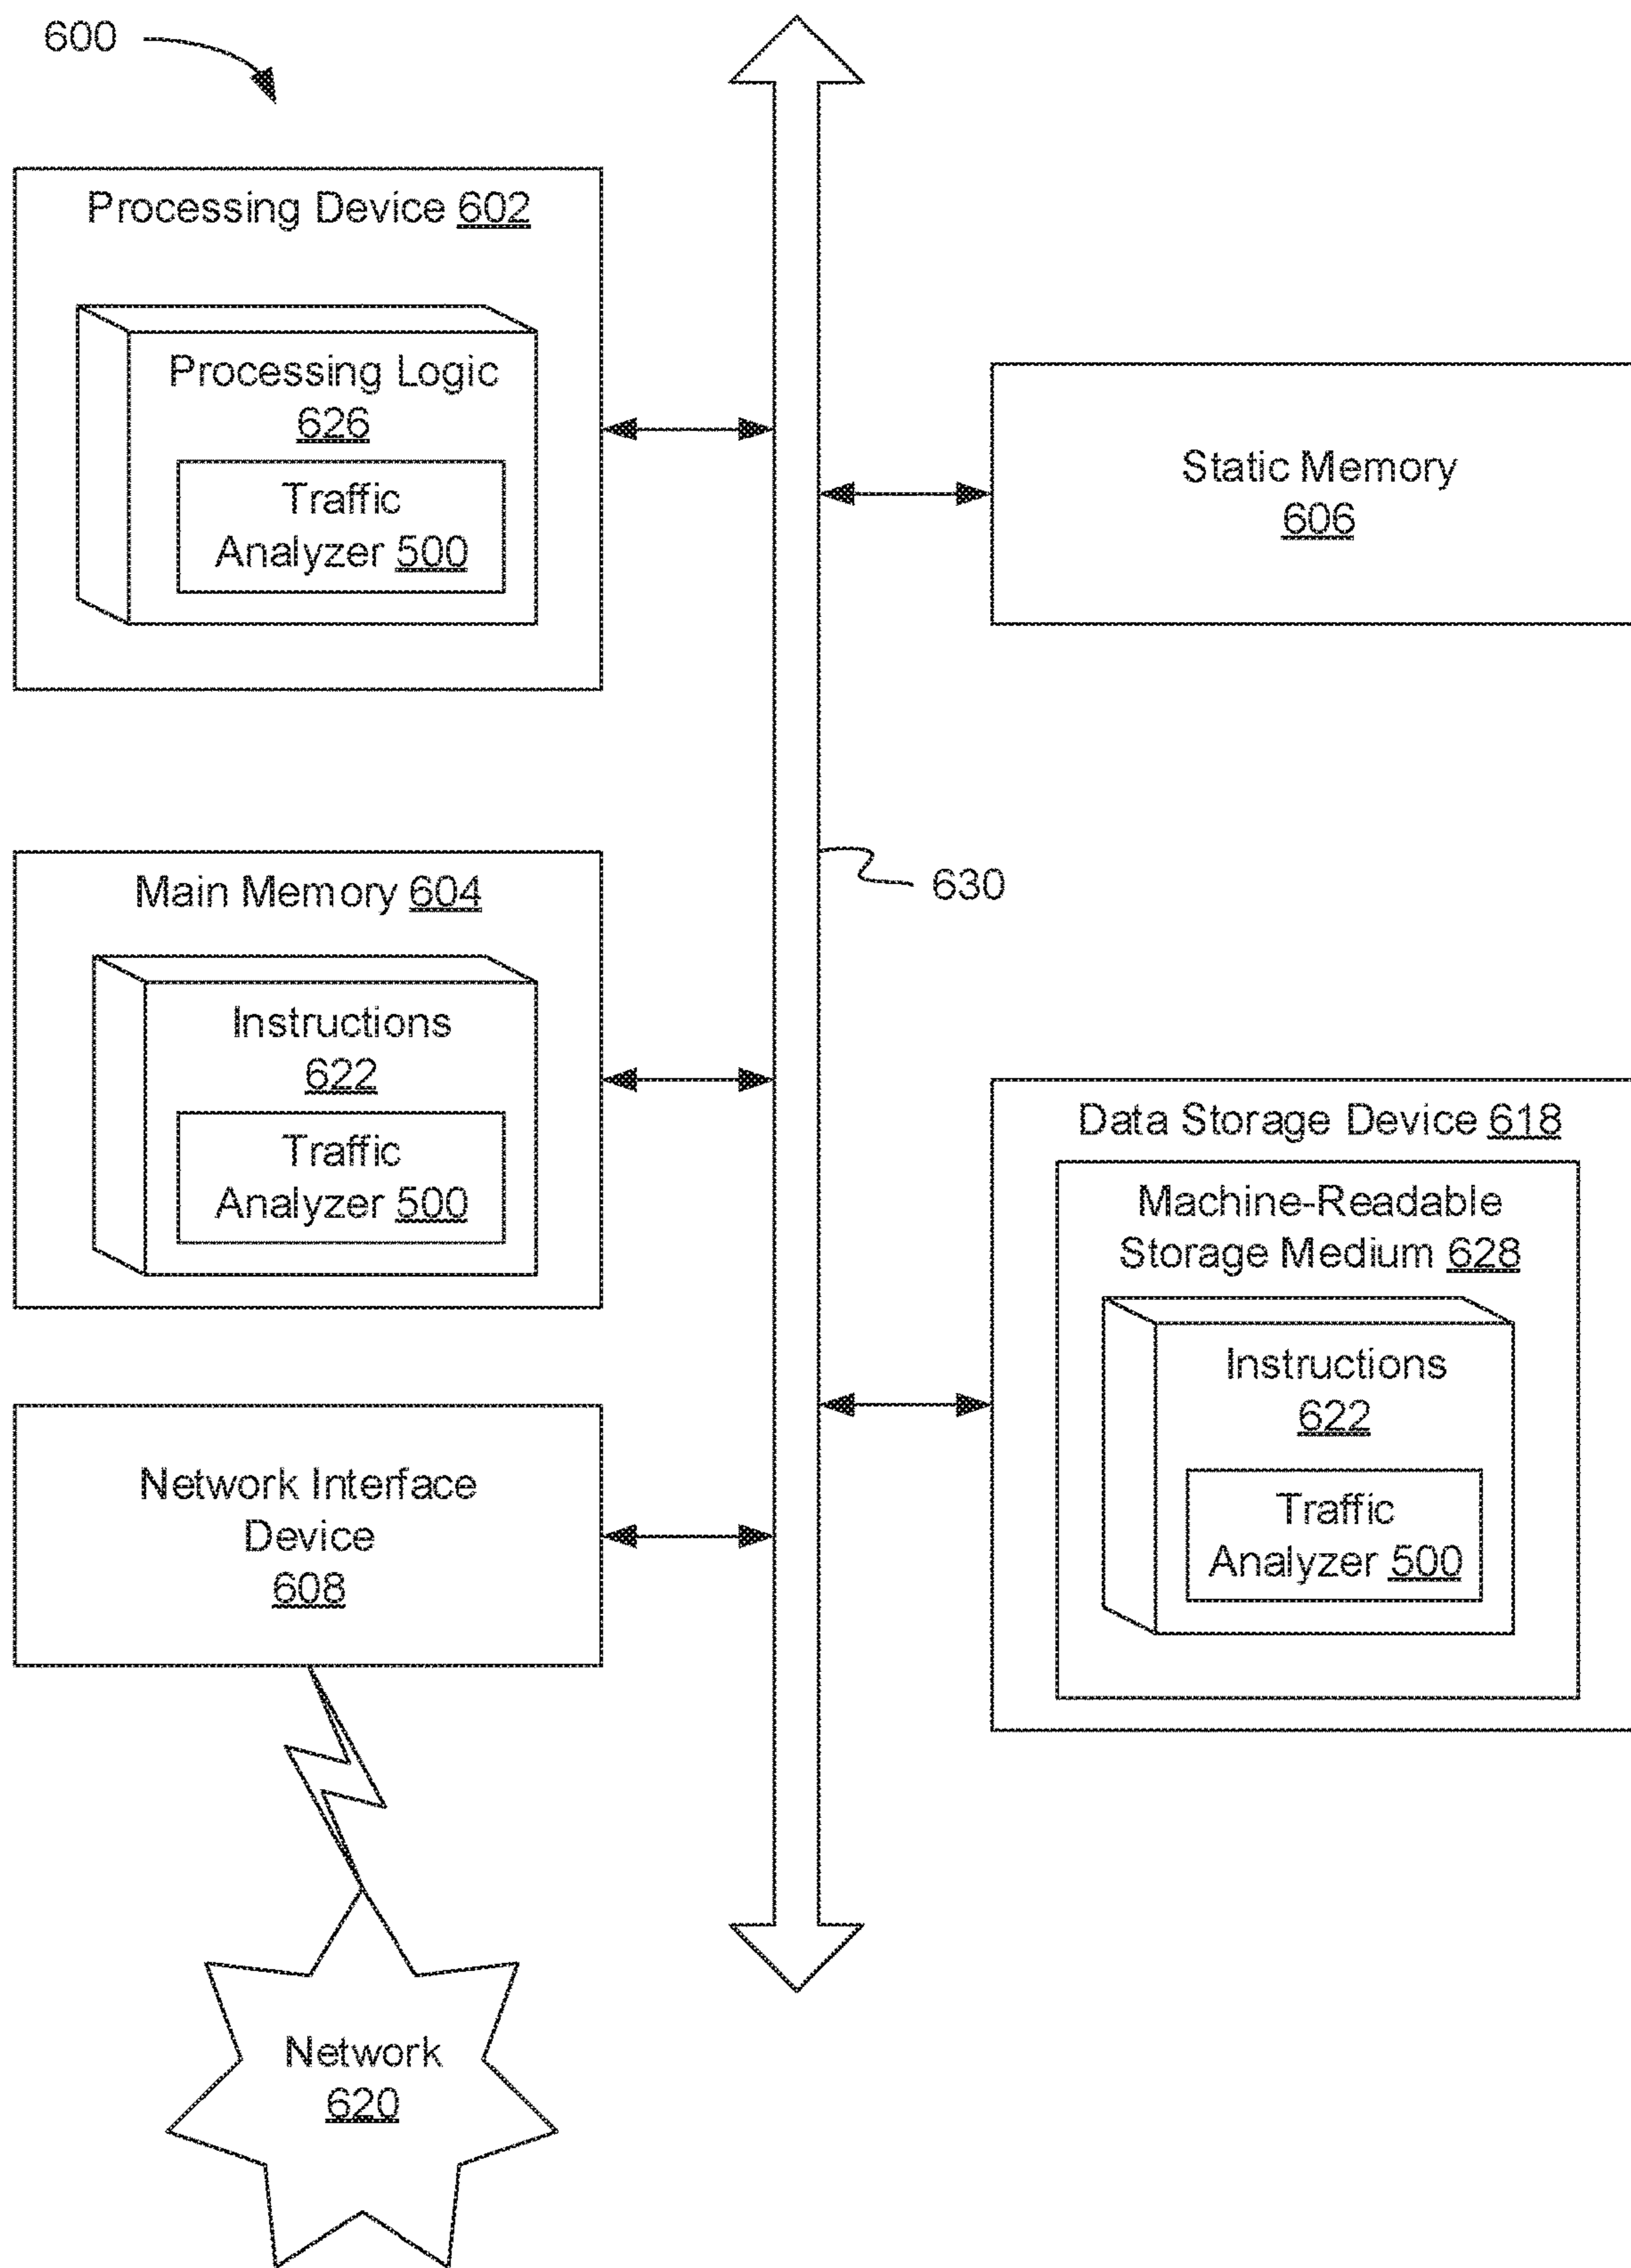 600
Processing Device 602
Processing Logic
626
Traffic
Analyzer 500
Static Memory
606
Main Memory 604
630
Instructions
622
Traffic
Analyzer 500
Data Storage Device 618
Machine-Readable
Storage Medium 628
Instructions
622
Traffic
Analyzer 500
Network Interface
Device
608
Network
620